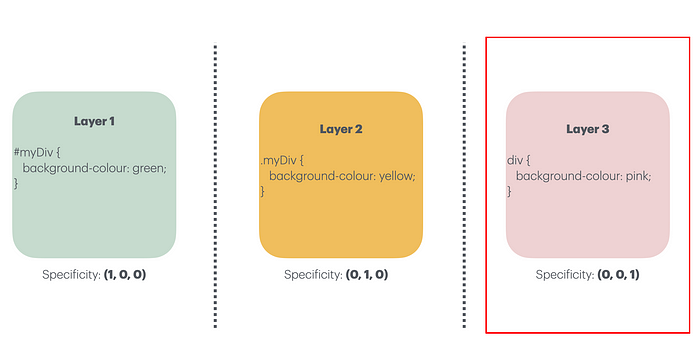 Layer 1
#myDiv {
background-colour: green;
}
Specificity: (1, 0, 0)
Layer 2
.myDiv {
background-colour: yellow;
}
Specificity: (0, 1, 0)
Layer 3
div {
background-colour: pink;
}
Specificity: (0, 0, 1)